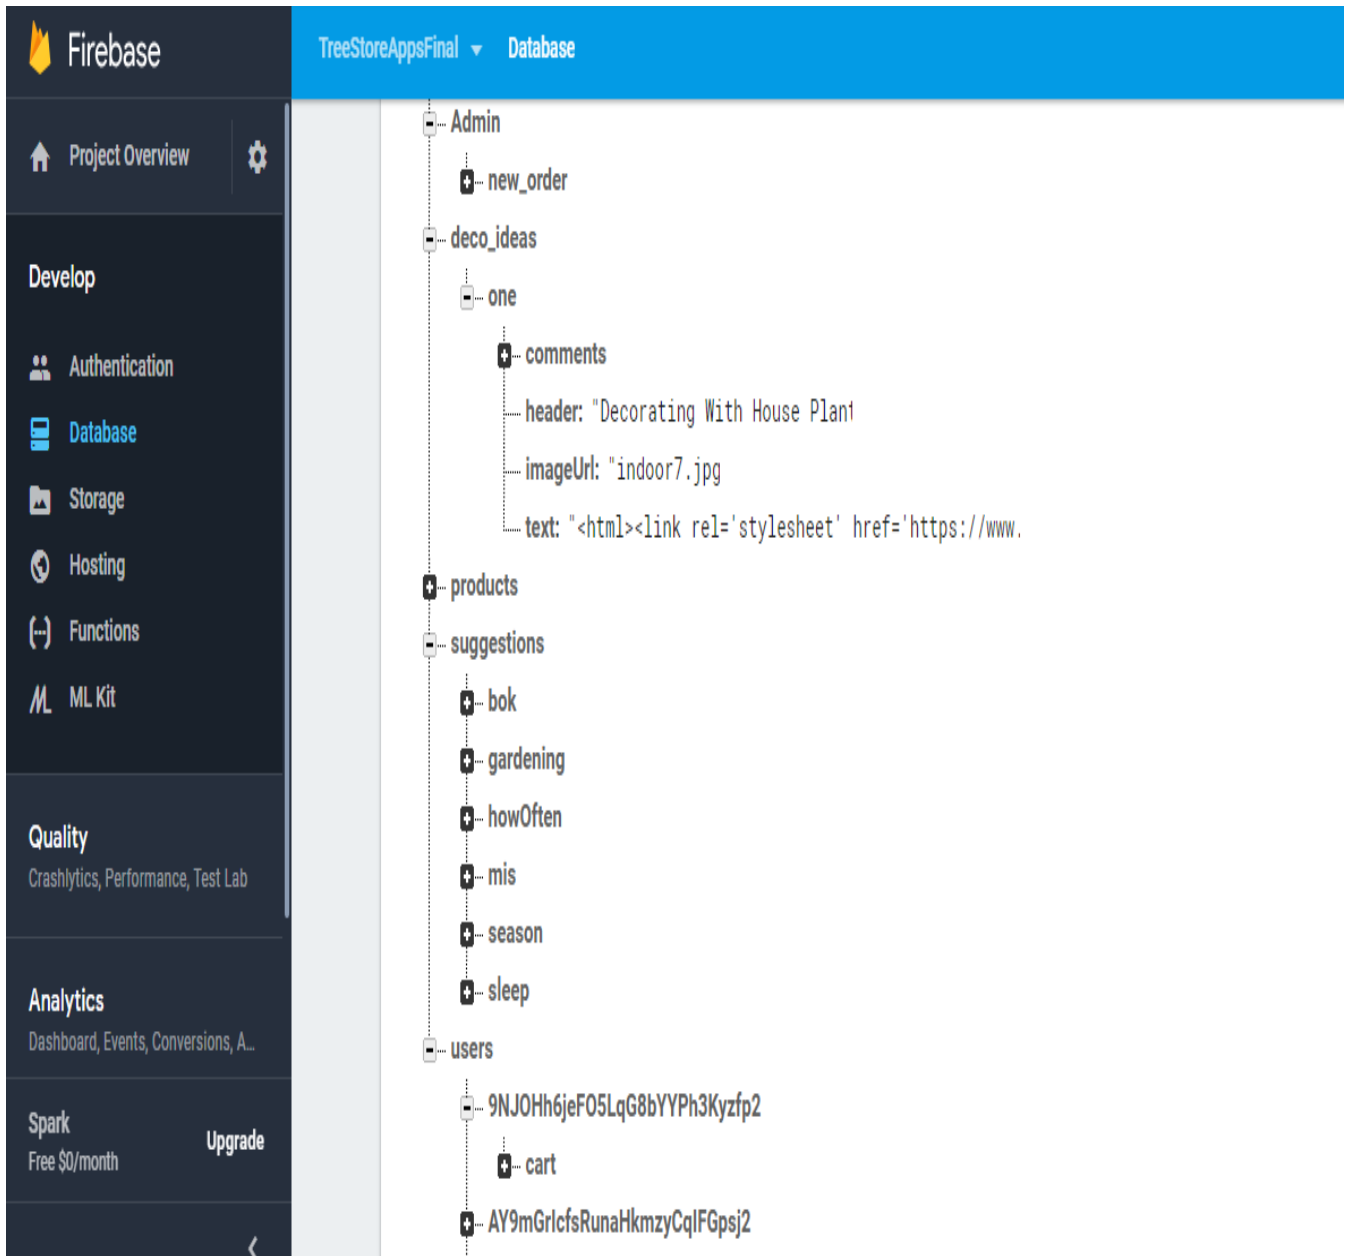 Firebase
TreeStoreAppsFinal Database
Project Overview
Develop
Authentication
Database
Storage
Hosting
Functions
ML Kit
Quality
Crashlytics, Performance, Test Lab
Analytics
Dashboard, Events, Conversions, A...
Spark
Free $0/month
Upgrade
Admin
new_order
deco_ideas
one
comments
header: "Decorating With House Plant
imageUrl: "indoor7.jpg
text: "<html><link rel='stylesheet' href='https://www.
products
suggestions
bok
gardening
howOften
mis
season
sleep
users
9NJOHh6jeFO5LqG8bYYPh3Kyzfp2
cart
AY9mGrIcfsRunaHkmzyCqIFGpsj2